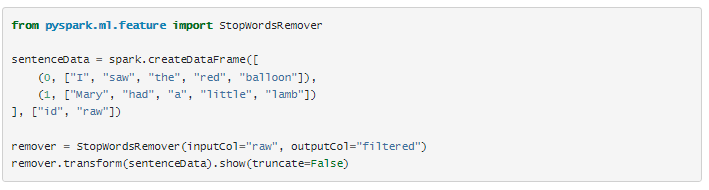 from pyspark.ml.feature import StopWordsRemover
sentenceData = spark.createDataFrame([
    (0, ["I", "saw", "the", "red", "balloon"]),
    (1, ["Mary", "had", "a", "little", "lamb"])
], ["id", "raw"])
remover = StopWordsRemover(inputCol="raw", outputCol="filtered")
remover.transform(sentenceData).show(truncate=False)